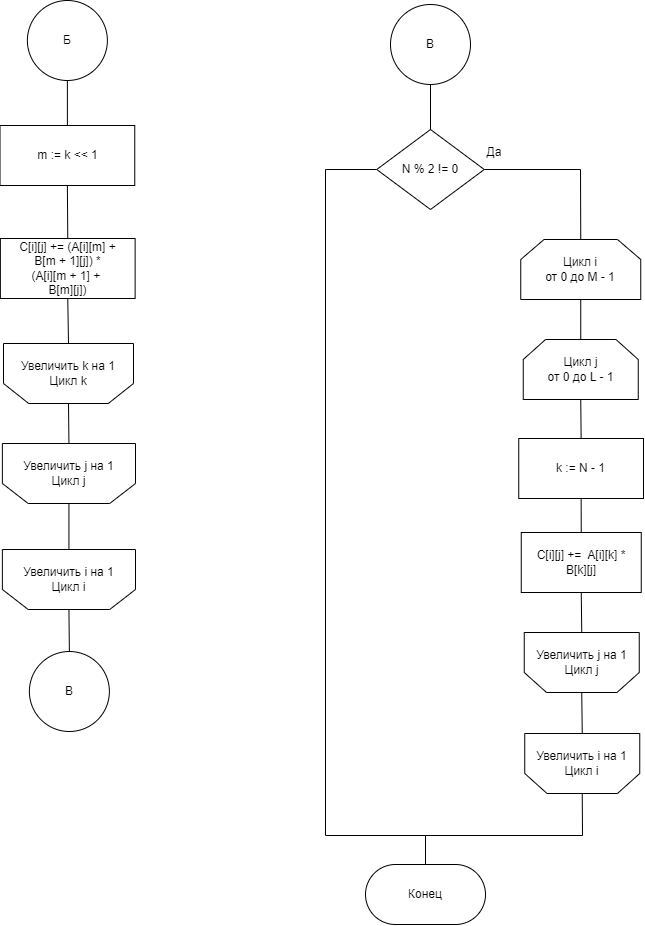 Б
m := k << 1
C[i][j] += (A[i][m] +
B[m + 1][j]) *
(A[i][m + 1] +
B[m][j])
Увеличить k на 1
Цикл k
Увеличить j на 1
Цикл j
Увеличить i на 1
Цикл i
В
В
N % 2 != 0
Да
Цикл i
от 0 до M - 1
Цикл j
от 0 до L - 1
k := N - 1
C[i][j] += A[i][k] *
B[k][j]
Увеличить j на 1
Цикл j
Увеличить i на 1
Цикл i
Конец